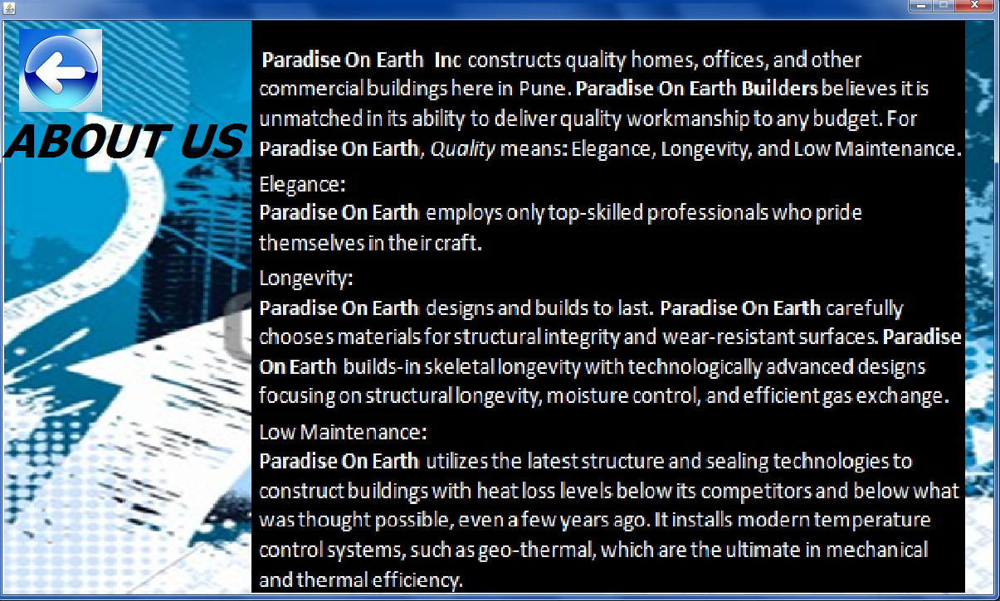 ABOUT US
Paradise On Earth Inc constructs quality homes, offices, and other
commercial buildings here in Pune. Paradise On Earth Builders believes it is
unmatched in its ability to deliver quality workmanship to any budget. For
Paradise On Earth, Quality means: Elegance, Longevity, and Low Maintenance.
Elegance:
Paradise On Earth employs only top-skilled professionals who pride
themselves in their craft.
Longevity:
Paradise On Earth designs and builds to last. Paradise On Earth carefully
chooses materials for structural integrity and wear-resistant surfaces. Paradise
On Earth builds-in skeletal longevity with technologically advanced designs
focusing on structural longevity, moisture control, and efficient gas exchange.
Low Maintenance:
Paradise On Earth utilizes the latest structure and sealing technologies to
construct buildings with heat loss levels below its competitors and below what
was thought possible, even a few years ago. It installs modern temperature
control systems, such as geo-thermal, which are the ultimate in mechanical
and thermal efficiency.